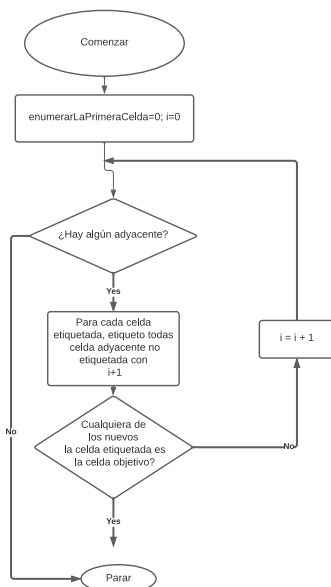 Comenzar
enumerarLaPrimeraCelda=0; i=0
¿Hay algún adyacente?
Yes
Para cada celda
etiquetada, etiqueto todas
celda adyacente no
etiquetada con
i+1
i = i + 1
Cualquiera de
los nuevos
la celda etiquetada es
la celda objetivo?
No
No
Yes
Parar